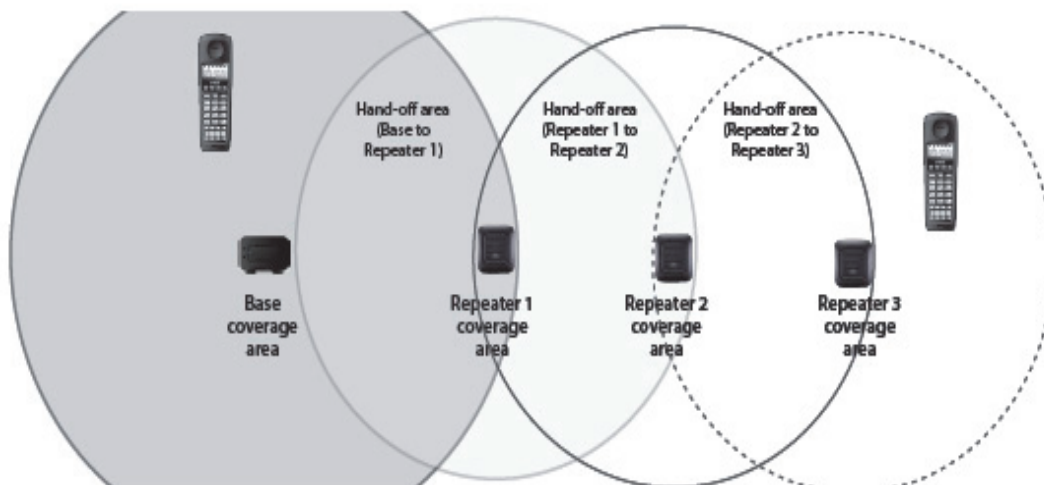 Hand-off area
(Base to
Repeater 1)
Hand-off area
(Repeater 1 to
Repeater 2)
Hand-off area
(Repeater 2 to
Repeater 3)
Base
coverage
area
Repeater 1
coverage
area
Repeater 2
coverage
area
Repeater 3
coverage
area